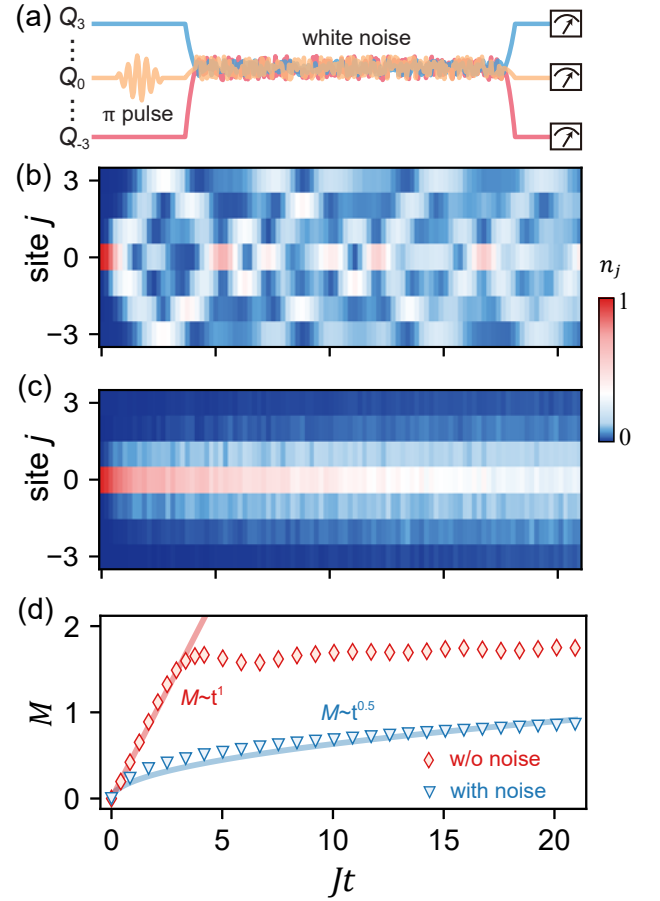 (a)
Q₃
⋮
Q₀
⋮
Q₋₃
π pulse
white noise
(b)
site j
3
0
−3
n_j
1
0
(c)
site j
3
0
−3
(d)
M
2
1
0
M~t¹
M~t⁰·⁵
w/o noise
with noise
0 5 10 15 20
Jt